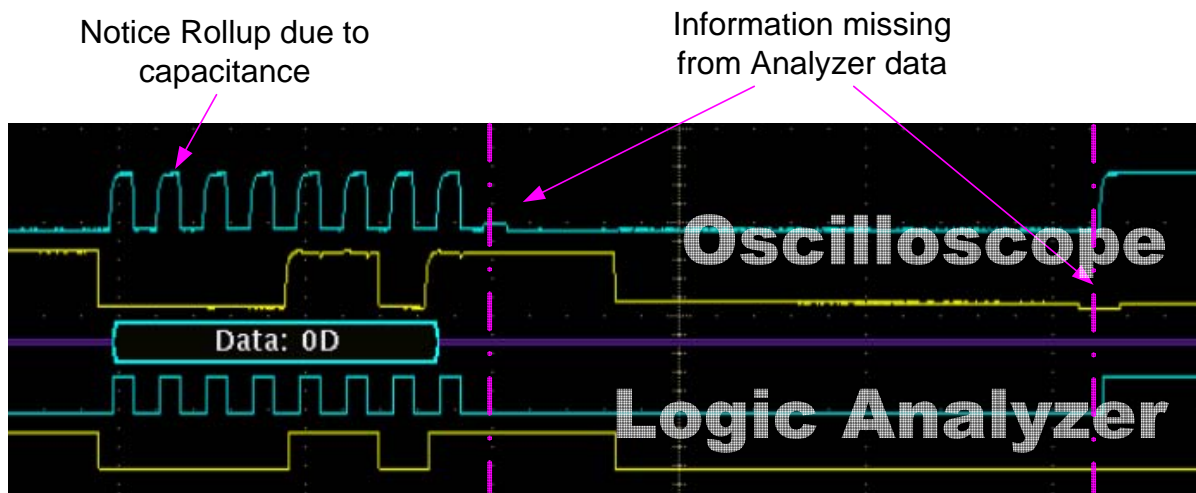 Notice Rollup due to
capacitance
Information missing
from Analyzer data
Oscilloscope
Data: 0D
Logic Analyzer